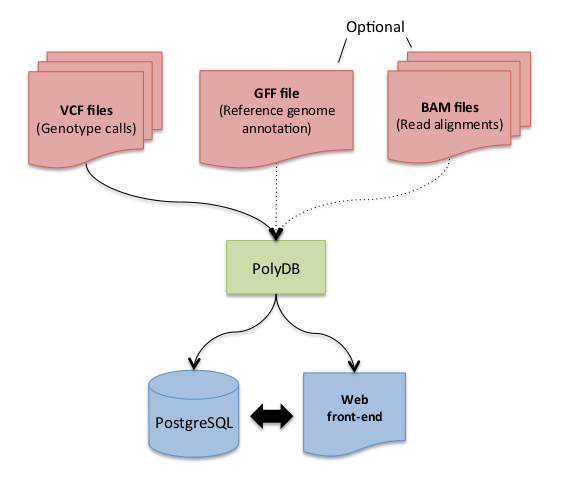 Optional
VCF files
(Genotype calls)
GFF file
(Reference genome
annotation)
BAM files
(Read alignments)
PolyDB
PostgreSQL
Web
front-end